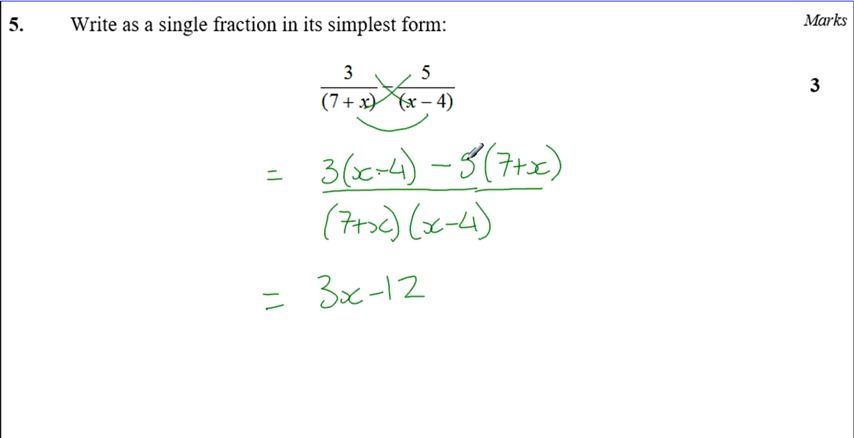 5. Write as a single fraction in its simplest form: Marks
3 5
(7 + x) − (x − 4) 3
= 3(x-4) - 5(7+x)
(7+x)(x-4)
= 3x-12